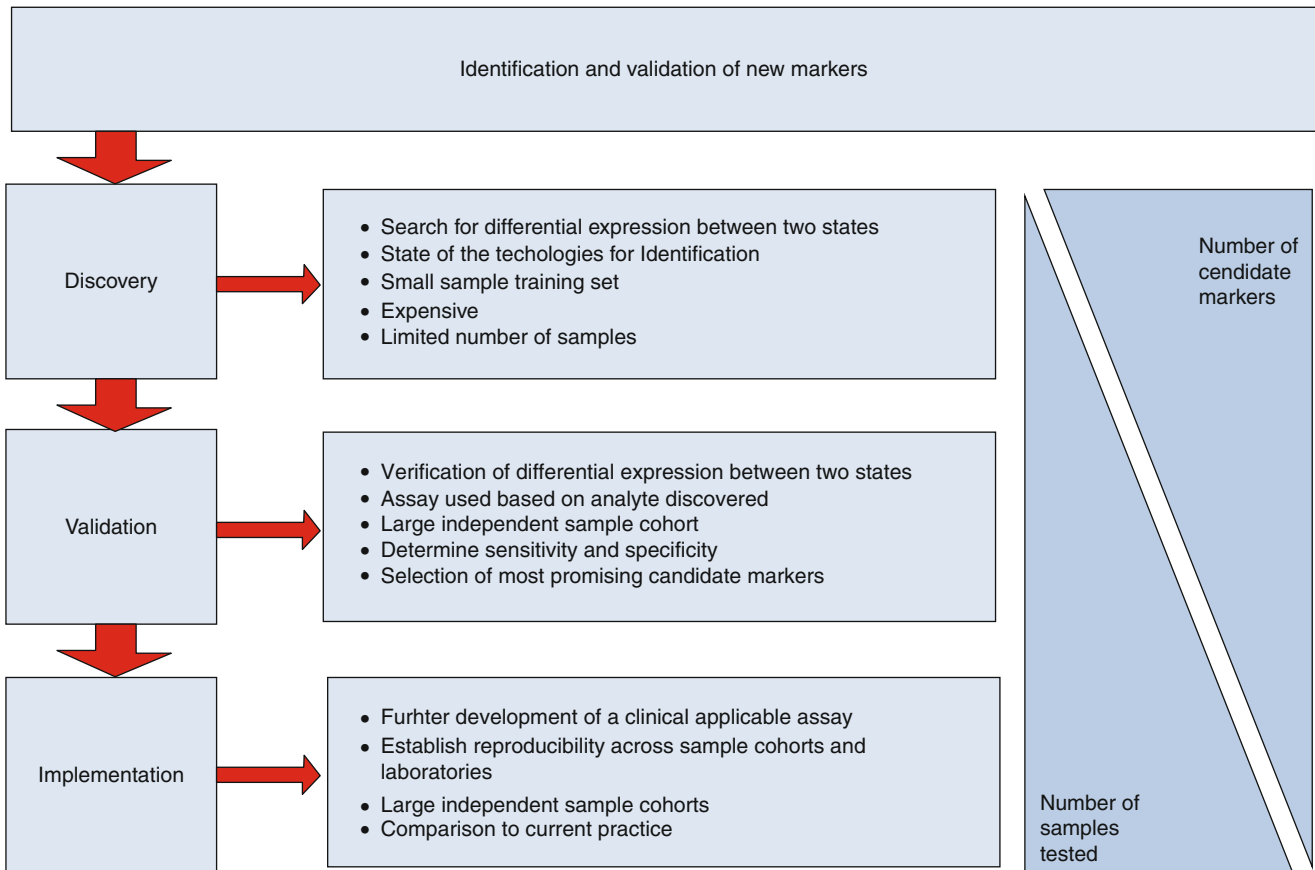 Identification and validation of new markers
Discovery
• Search for differential expression between two states
• State of the techologies for Identification
• Small sample training set
• Expensive
• Limited number of samples
Number of
cendidate
markers
Validation
• Verification of differential expression between two states
• Assay used based on analyte discovered
• Large independent sample cohort
• Determine sensitivity and specificity
• Selection of most promising candidate markers
Implementation
• Furhter development of a clinical applicable assay
• Establish reproducibility across sample cohorts and
laboratories
• Large independent sample cohorts
• Comparison to current practice
Number of
samples
tested